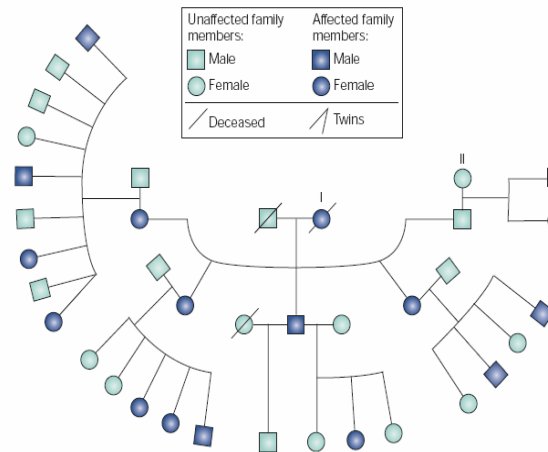 Unaffected family
members:
Male
Female
Affected family
members:
Male
Female
Deceased
Twins
I
II